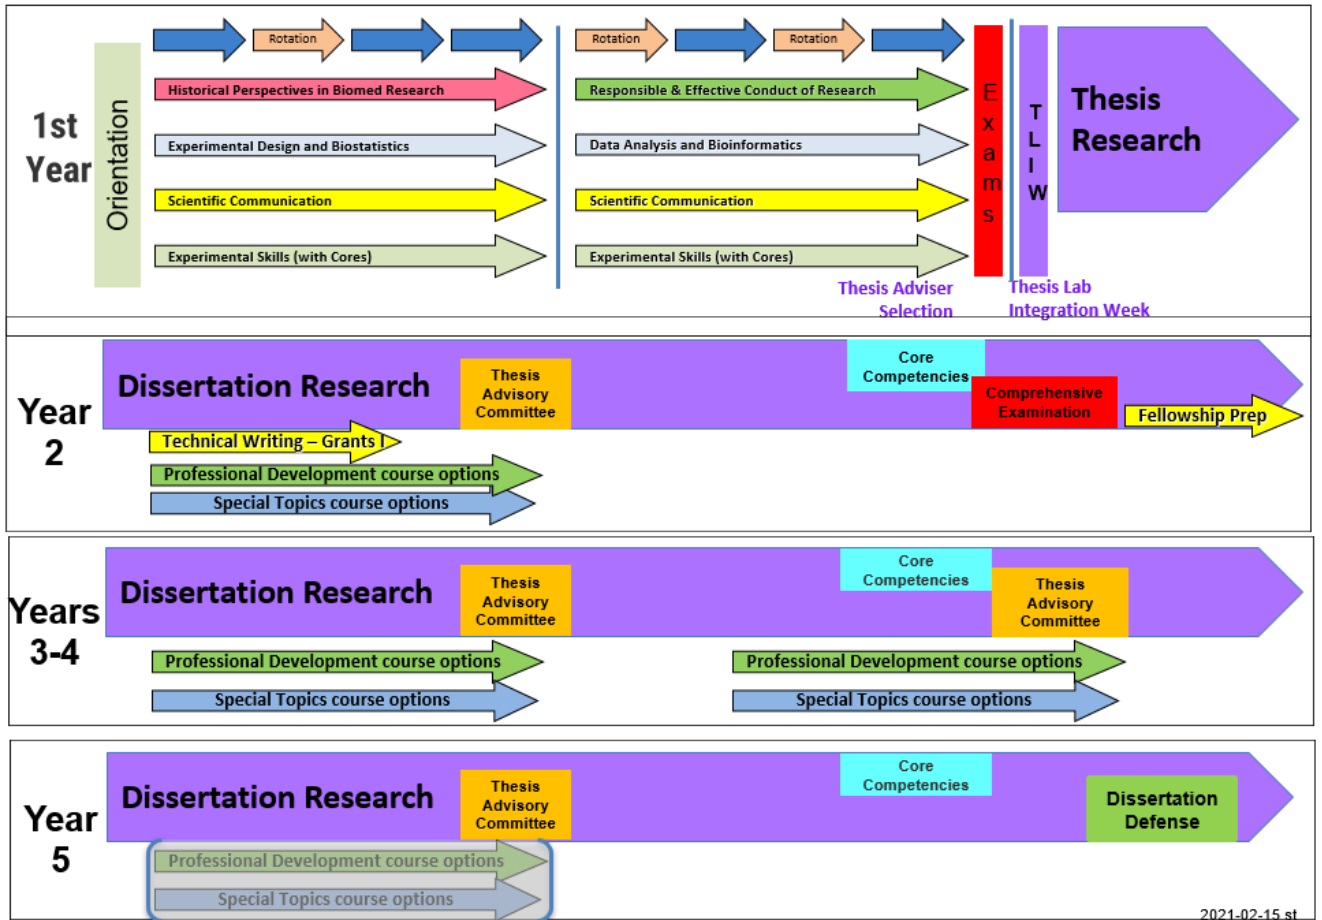 1st
Year
Orientation
Rotation
Rotation
Rotation
Historical Perspectives in Biomed Research
Responsible & Effective Conduct of Research
Experimental Design and Biostatistics
Data Analysis and Bioinformatics
Scientific Communication
Scientific Communication
Experimental Skills (with Cores)
Experimental Skills (with Cores)
Exams
TLIW
Thesis
Research
Thesis Adviser
Selection
Thesis Lab
Integration Week
Year
2
Dissertation Research
Thesis
Advisory
Committee
Core
Competencies
Comprehensive
Examination
Fellowship Prep
Technical Writing – Grants I
Professional Development course options
Special Topics course options
Years
3-4
Dissertation Research
Thesis
Advisory
Committee
Core
Competencies
Thesis
Advisory
Committee
Professional Development course options
Professional Development course options
Special Topics course options
Special Topics course options
Year
5
Dissertation Research
Thesis
Advisory
Committee
Core
Competencies
Dissertation
Defense
Professional Development course options
Special Topics course options
2021-02-15 st